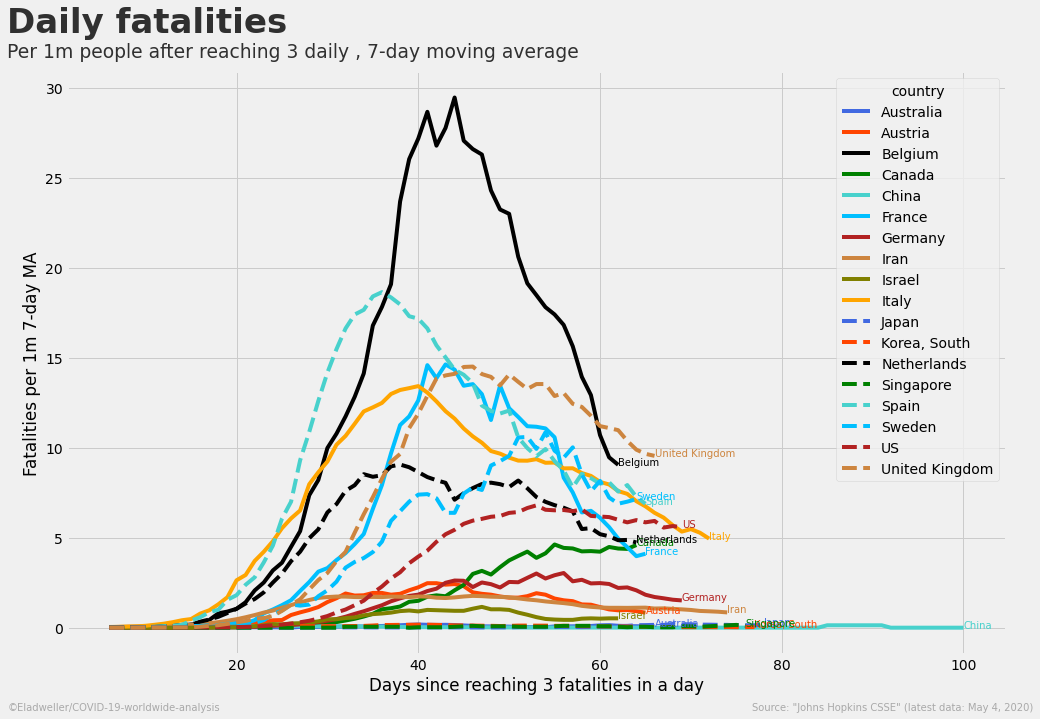 Daily fatalities
Per 1m people after reaching 3 daily , 7-day moving average
country
Australia
Austria
Belgium
Canada
China
France
Germany
Iran
Israel
Italy
Japan
Korea, South
Netherlands
Singapore
Spain
Sweden
US
United Kingdom
Fatalities per 1m 7-day MA
30
25
20
15
10
5
0
United Kingdom
Belgium
Sweden
Spain
US
Italy
Netherlands
Canada
France
Germany
Austria
Iran
Israel
Australia
China
20
40
60
80
100
Days since reaching 3 fatalities in a day
©Eladweller/COVID-19-worldwide-analysis
Source: "Johns Hopkins CSSE" (latest data: May 4, 2020)